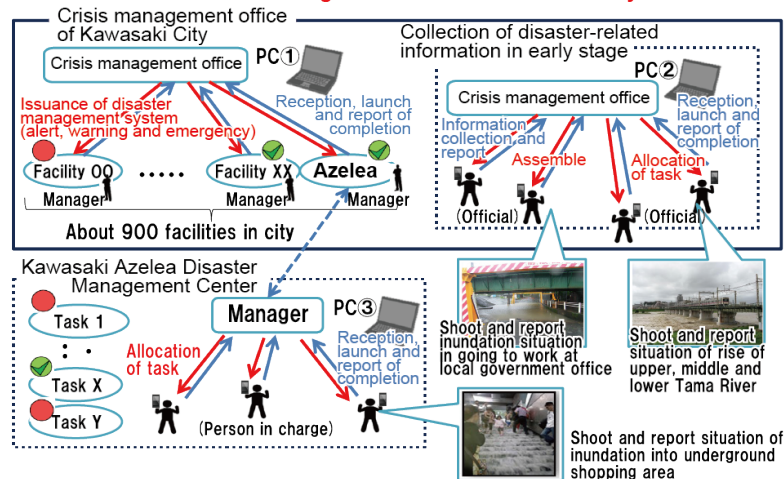 Crisis management office
of Kawasaki City
PC①
Crisis management office
Issuance of disaster
management system
(alert, warning and emergency)
Reception, launch
and report of
completion
Facility OO
.....
Facility XX
Azelea
Manager
Manager
Manager
About 900 facilities in city
Collection of disaster-related
information in early stage
PC②
Crisis management office
Reception,
launch and
report of
completion
Information
collection and
report
Assemble
Allocation
of task
(Official)
(Official)
Shoot and report
inundation situation
in going to work at
local government office
Shoot and report
situation of rise of
upper, middle and
lower Tama River
Kawasaki Azelea Disaster
Management Center
Manager
PC③
Task 1
:
Task X
Task Y
Allocation
of task
Reception,
launch and
report of
completion
(Person in charge)
Shoot and report situation of
inundation into underground
shopping area